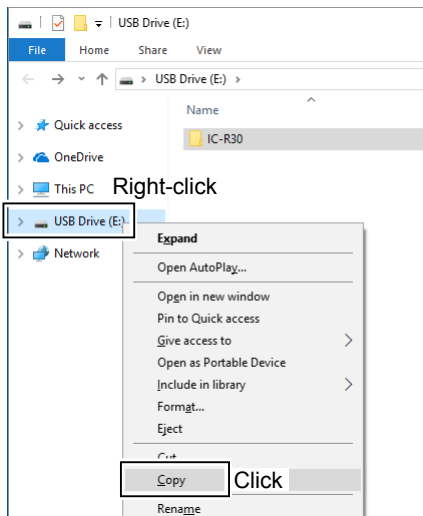 USB Drive (E:)
File Home Share View
USB Drive (E:)
Name
Quick access
IC-R30
OneDrive
This PC
Right-click
USB Drive (E:)
Expand
Network
Open AutoPlay...
Open in new window
Pin to Quick access
Give access to
Open as Portable Device
Include in library
Format...
Eject
Cut
Copy
Click
Rename